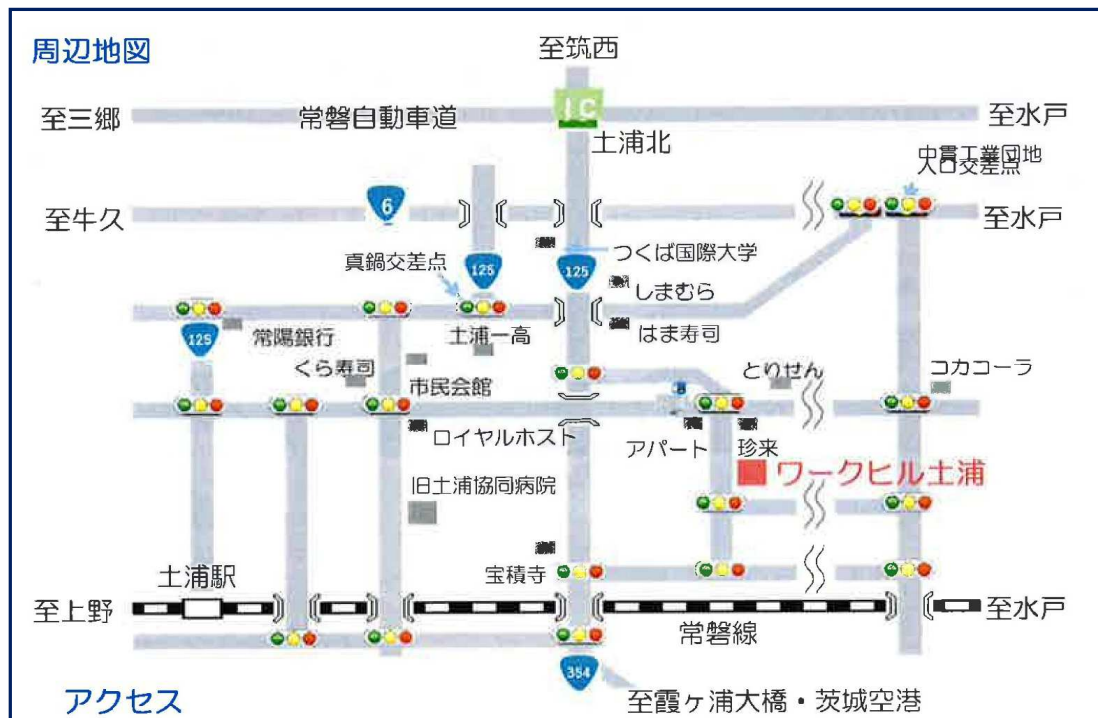 周辺地図
至筑西
至三郷
常磐自動車道
IC
至水戸
土浦北
中貫工業団地
入口交差点
至牛久
6
至水戸
つくば国際大学
真鍋交差点
125
125
しまむら
125
常陽銀行
土浦一高
はま寿司
くら寿司
市民会館
とりせん
コカコーラ
ロイヤルホスト
アパート
珍来
ワークヒル土浦
旧土浦協同病院
宝積寺
土浦駅
至上野
至水戸
常磐線
354
至霞ヶ浦大橋・茨城空港
アクセス